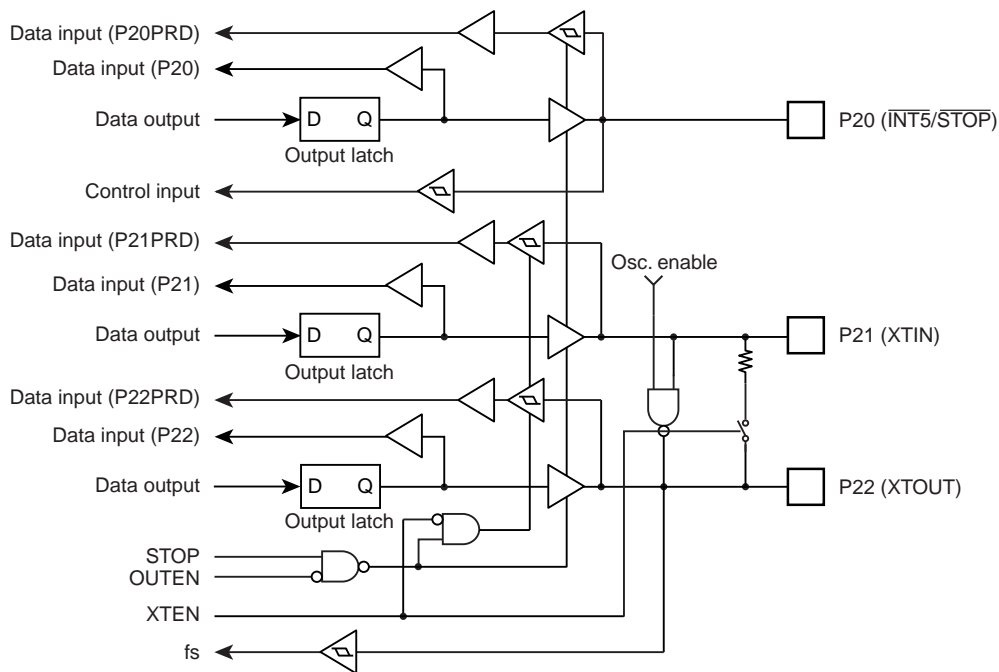 Data input (P20PRD)
Data input (P20)
Data output
D Q
Output latch
P20 (INT5/STOP)
Control input
Data input (P21PRD)
Osc. enable
Data input (P21)
Data output
D Q
Output latch
P21 (XTIN)
Data input (P22PRD)
Data input (P22)
Data output
D Q
Output latch
P22 (XTOUT)
STOP
OUTEN
XTEN
fs